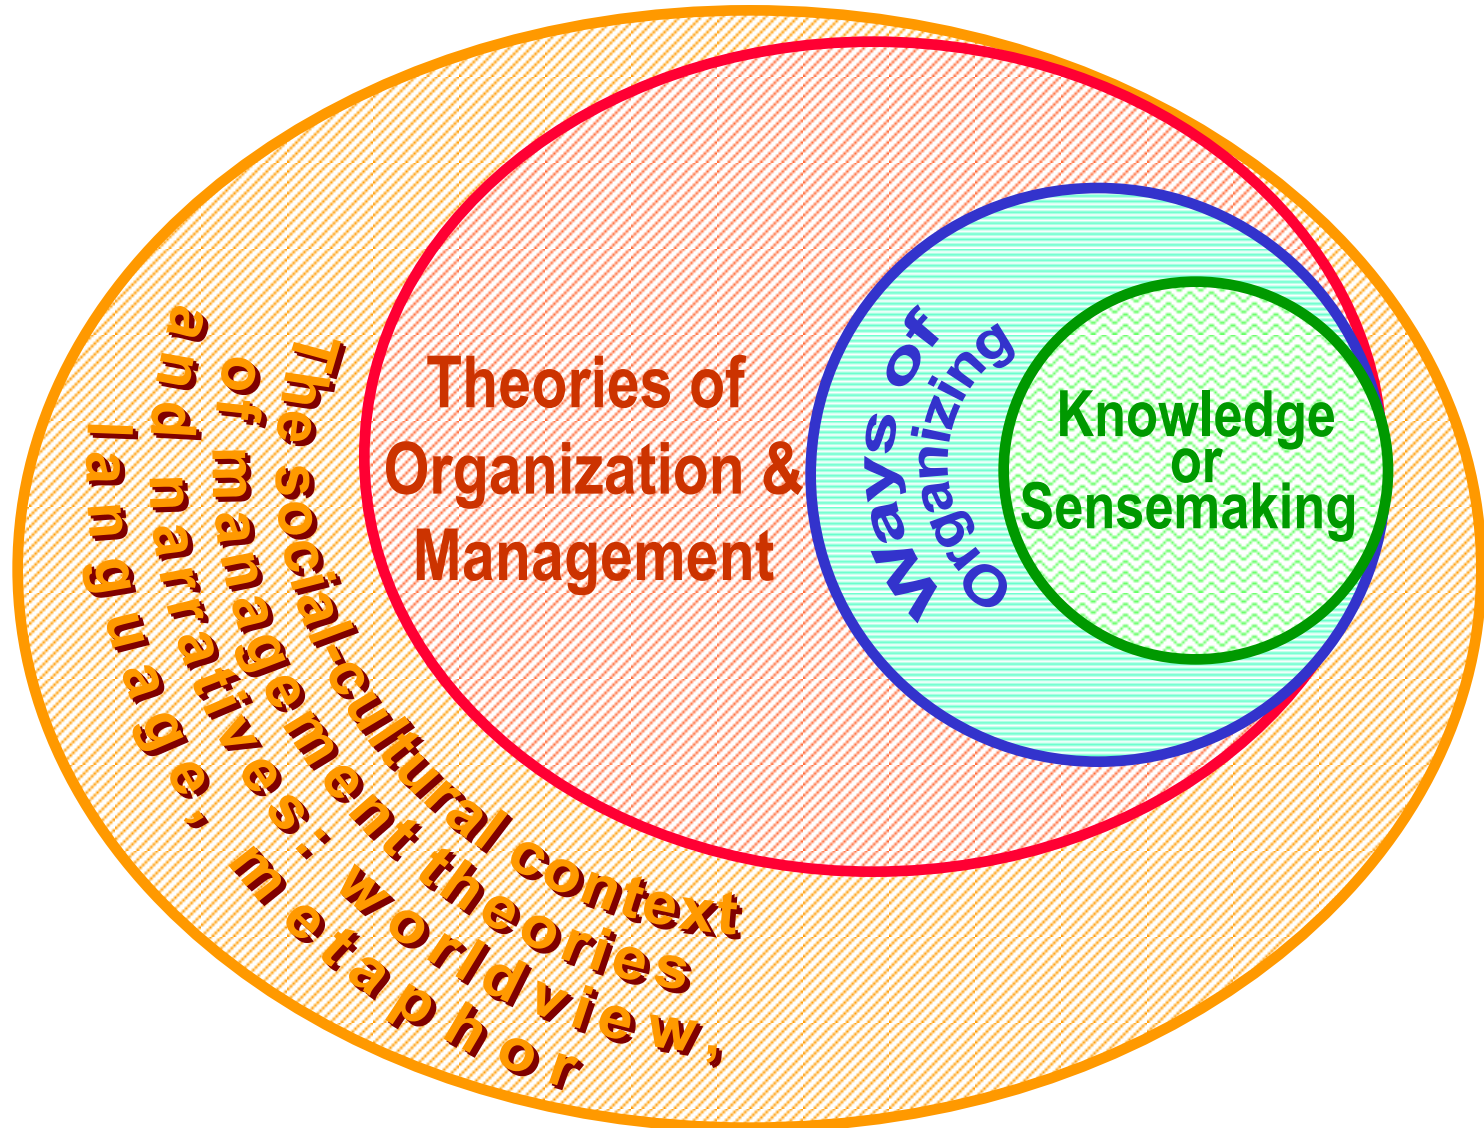 The social-cultural context
of management theories
and narratives: worldview,
language, metaphor
Theories of
Organization &
Management
Ways of
Organizing
Knowledge
or
Sensemaking